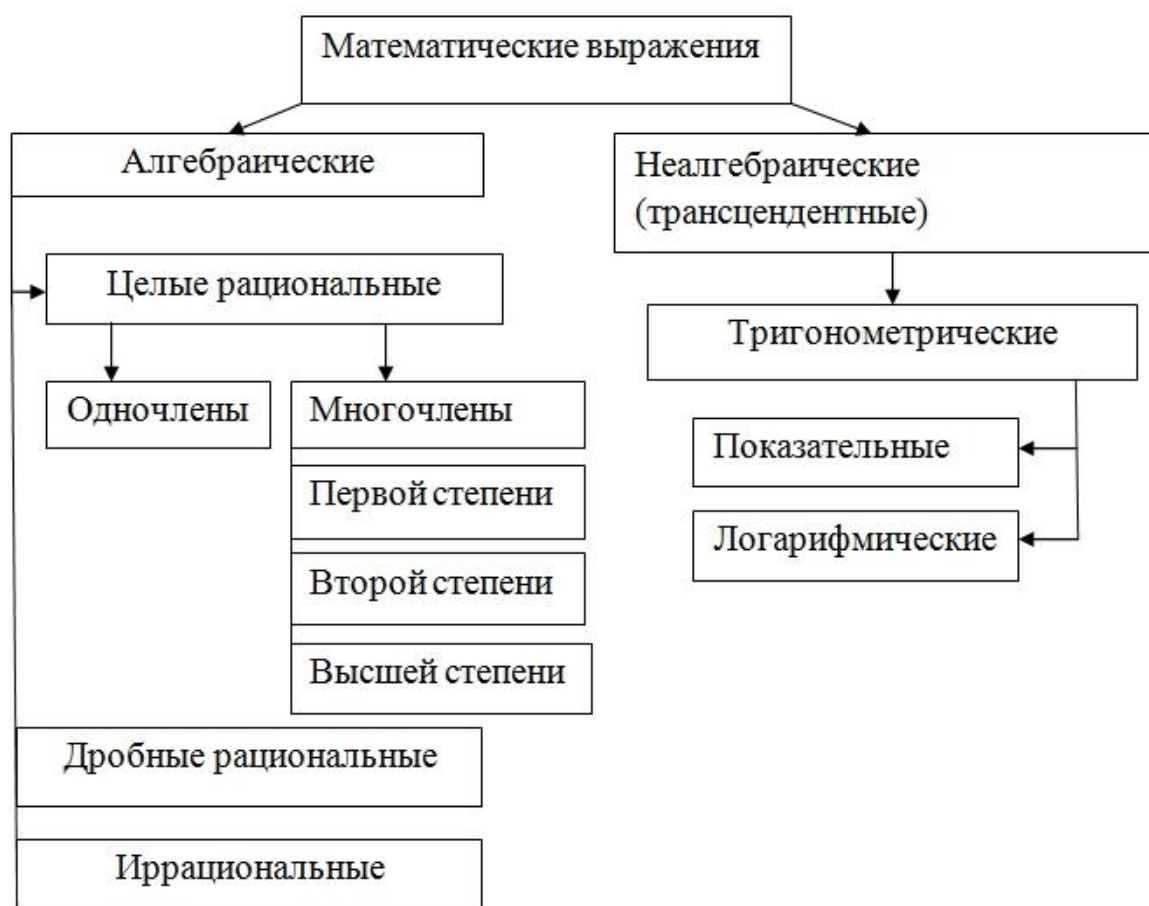 Математические выражения
Алгебраические
Неалгебраические
(трансцендентные)
Целые рациональные
Тригонометрические
Одночлены
Многочлены
Показательные
Первой степени
Логарифмические
Второй степени
Высшей степени
Дробные рациональные
Иррациональные